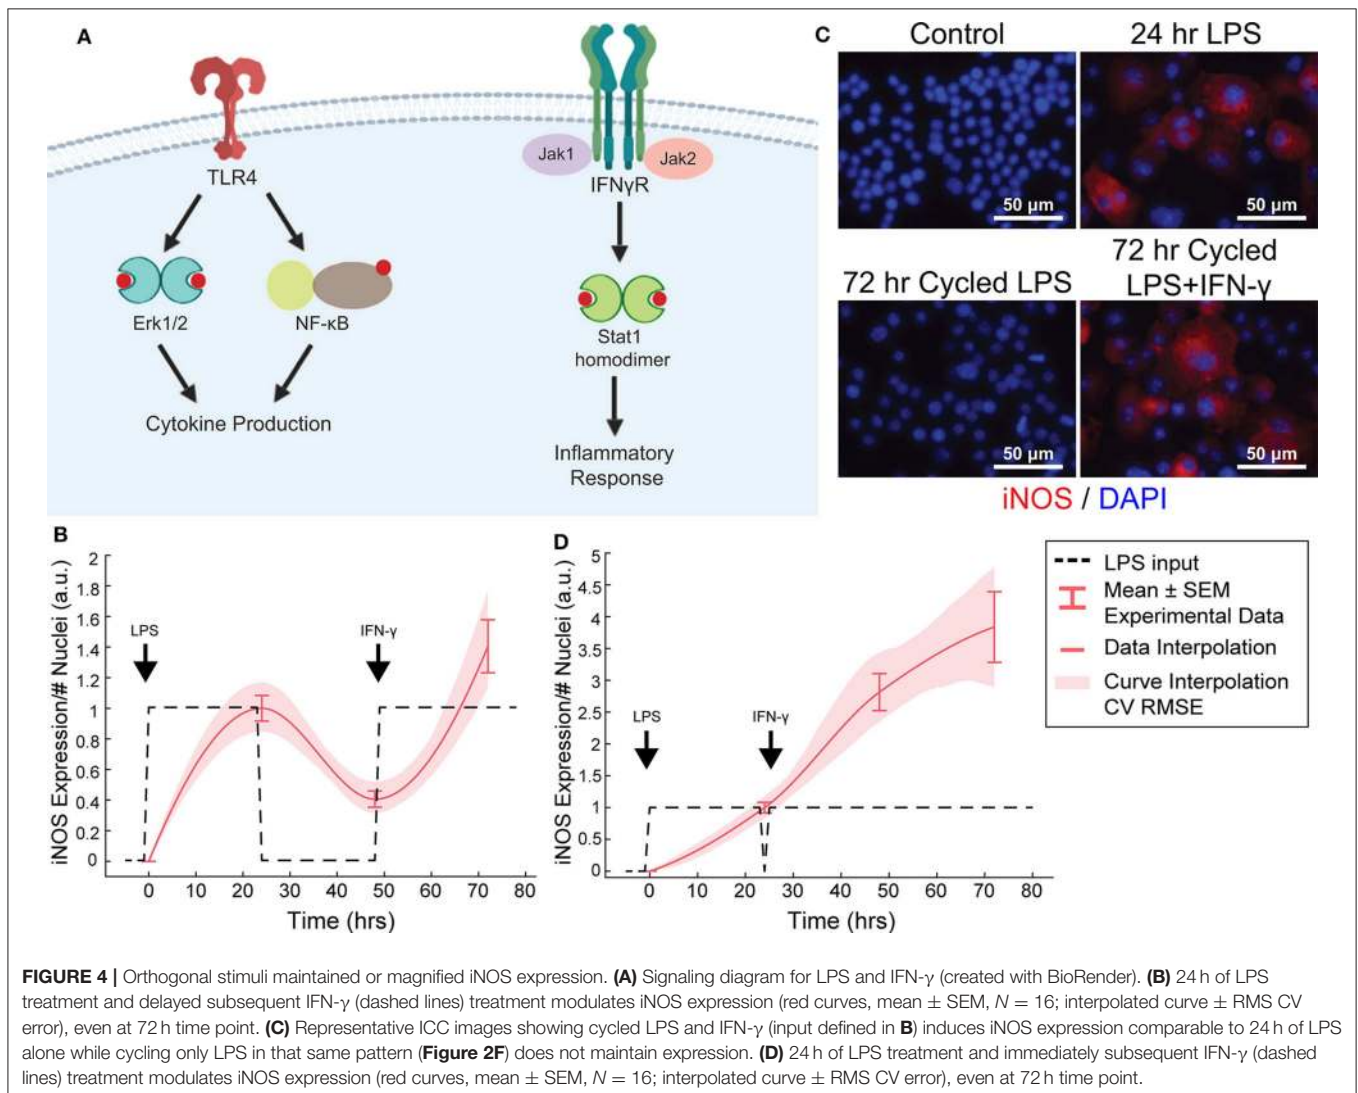 A
TLR4
Erk1/2
NF-κB
Cytokine Production
Jak1
Jak2
IFNγR
Stat1
homodimer
Inflammatory
Response
C
Control
24 hr LPS
50 µm
50 µm
72 hr Cycled LPS
72 hr Cycled
LPS+IFN-γ
50 µm
50 µm
iNOS / DAPI
B
iNOS Expression/# Nuclei (a.u.)
2
1.8
1.6
1.4
1.2
1
0.8
0.6
0.4
0.2
0
LPS
IFN-γ
0 10 20 30 40 50 60 70 80
Time (hrs)
D
iNOS Expression/# Nuclei (a.u.)
5
4.5
4
3.5
3
2.5
2
1.5
1
0.5
0
LPS
IFN-γ
0 10 20 30 40 50 60 70 80
Time (hrs)
LPS input
Mean ± SEM
Experimental Data
Data Interpolation
Curve Interpolation
CV RMSE
FIGURE 4 | Orthogonal stimuli maintained or magnified iNOS expression. (A) Signaling diagram for LPS and IFN-γ (created with BioRender). (B) 24 h of LPS
treatment and delayed subsequent IFN-γ (dashed lines) treatment modulates iNOS expression (red curves, mean ± SEM, N = 16; interpolated curve ± RMS CV
error), even at 72 h time point. (C) Representative ICC images showing cycled LPS and IFN-γ (input defined in B) induces iNOS expression comparable to 24 h of LPS
alone while cycling only LPS in that same pattern (Figure 2F) does not maintain expression. (D) 24 h of LPS treatment and immediately subsequent IFN-γ (dashed
lines) treatment modulates iNOS expression (red curves, mean ± SEM, N = 16; interpolated curve ± RMS CV error), even at 72 h time point.